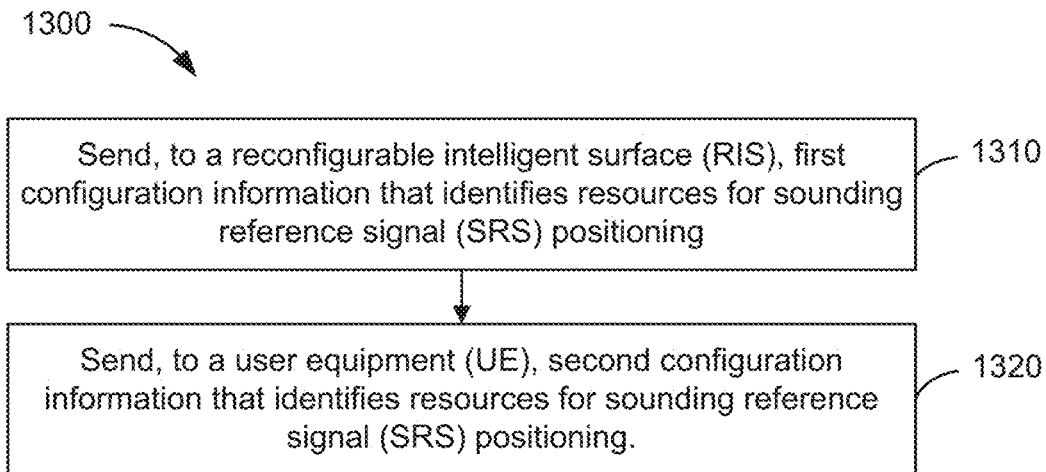 1300
Send, to a reconfigurable intelligent surface (RIS), first
configuration information that identifies resources for sounding
reference signal (SRS) positioning
1310
Send, to a user equipment (UE), second configuration
information that identifies resources for sounding reference
signal (SRS) positioning.
1320